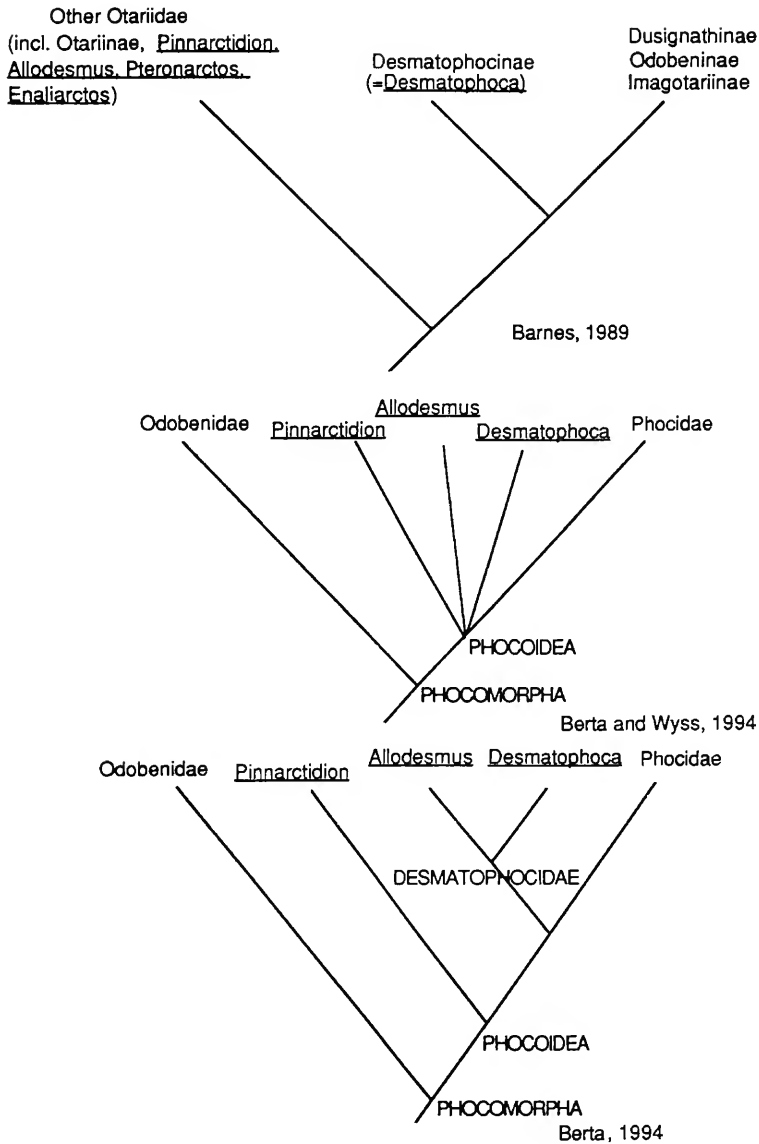 Other Otariidae
(incl. Otariinae, Pinnarctidion,
Allodesmus, Pteronarctos,
Enaliarctos)
Desmatophocinae
(=Desmatophoca)
Dusignathinae
Odobeninae
Imagotariinae
Barnes, 1989
Odobenidae
Pinnarctidion
Allodesmus
Desmatophoca
Phocidae
PHOCOIDEA
PHOCOMORPHA
Berta and Wyss, 1994
Odobenidae
Pinnarctidion
Allodesmus
Desmatophoca
Phocidae
DESMATOPHOCIDAE
PHOCOIDEA
PHOCOMORPHA
Berta, 1994